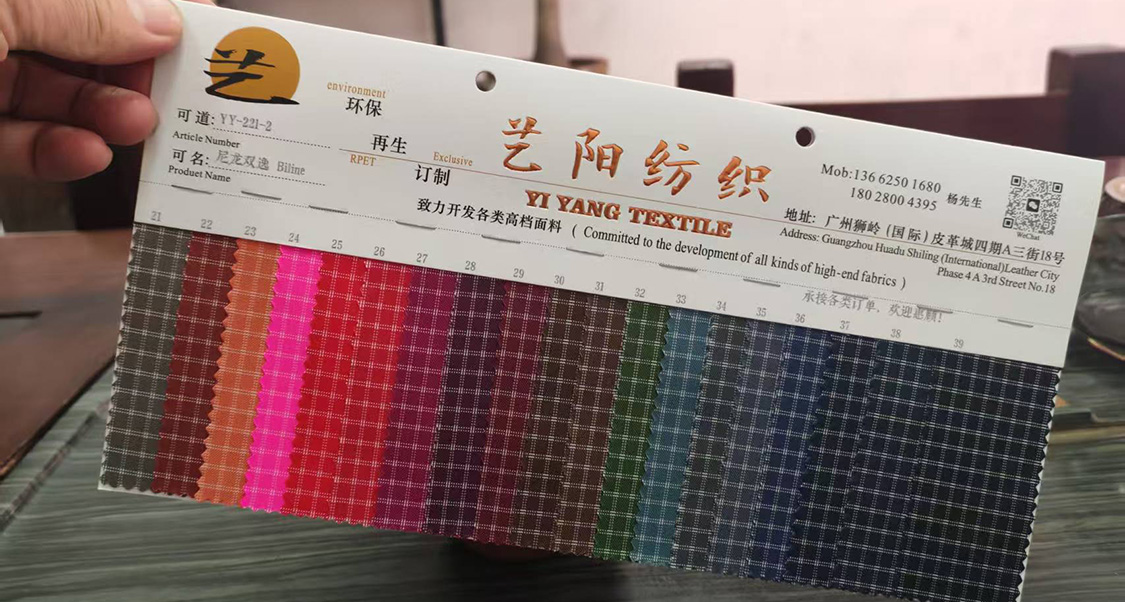 艺
environment
环保
再生
RPET
Exclusive
订制
可道: YY-221-2
Article Number
可名: 尼龙双逸 Biline
Product Name
艺阳纺织
YI YANG TEXTILE
致力开发各类高档面料 ( Committed to the development of all kinds of high-end fabrics )
Mob:136 6250 1680
180 2800 4395
杨先生
WeChat
地址: 广州狮岭 (国际) 皮革城四期A三街18号
Address: Guangzhou Huadu Shiling (International)Leather City
Phase 4 A 3rd Street No.18
承接各类订单，欢迎惠顾!
21 22 23 24 25 26 27 28 29 30 31 32 33 34 35 36 37 38 39